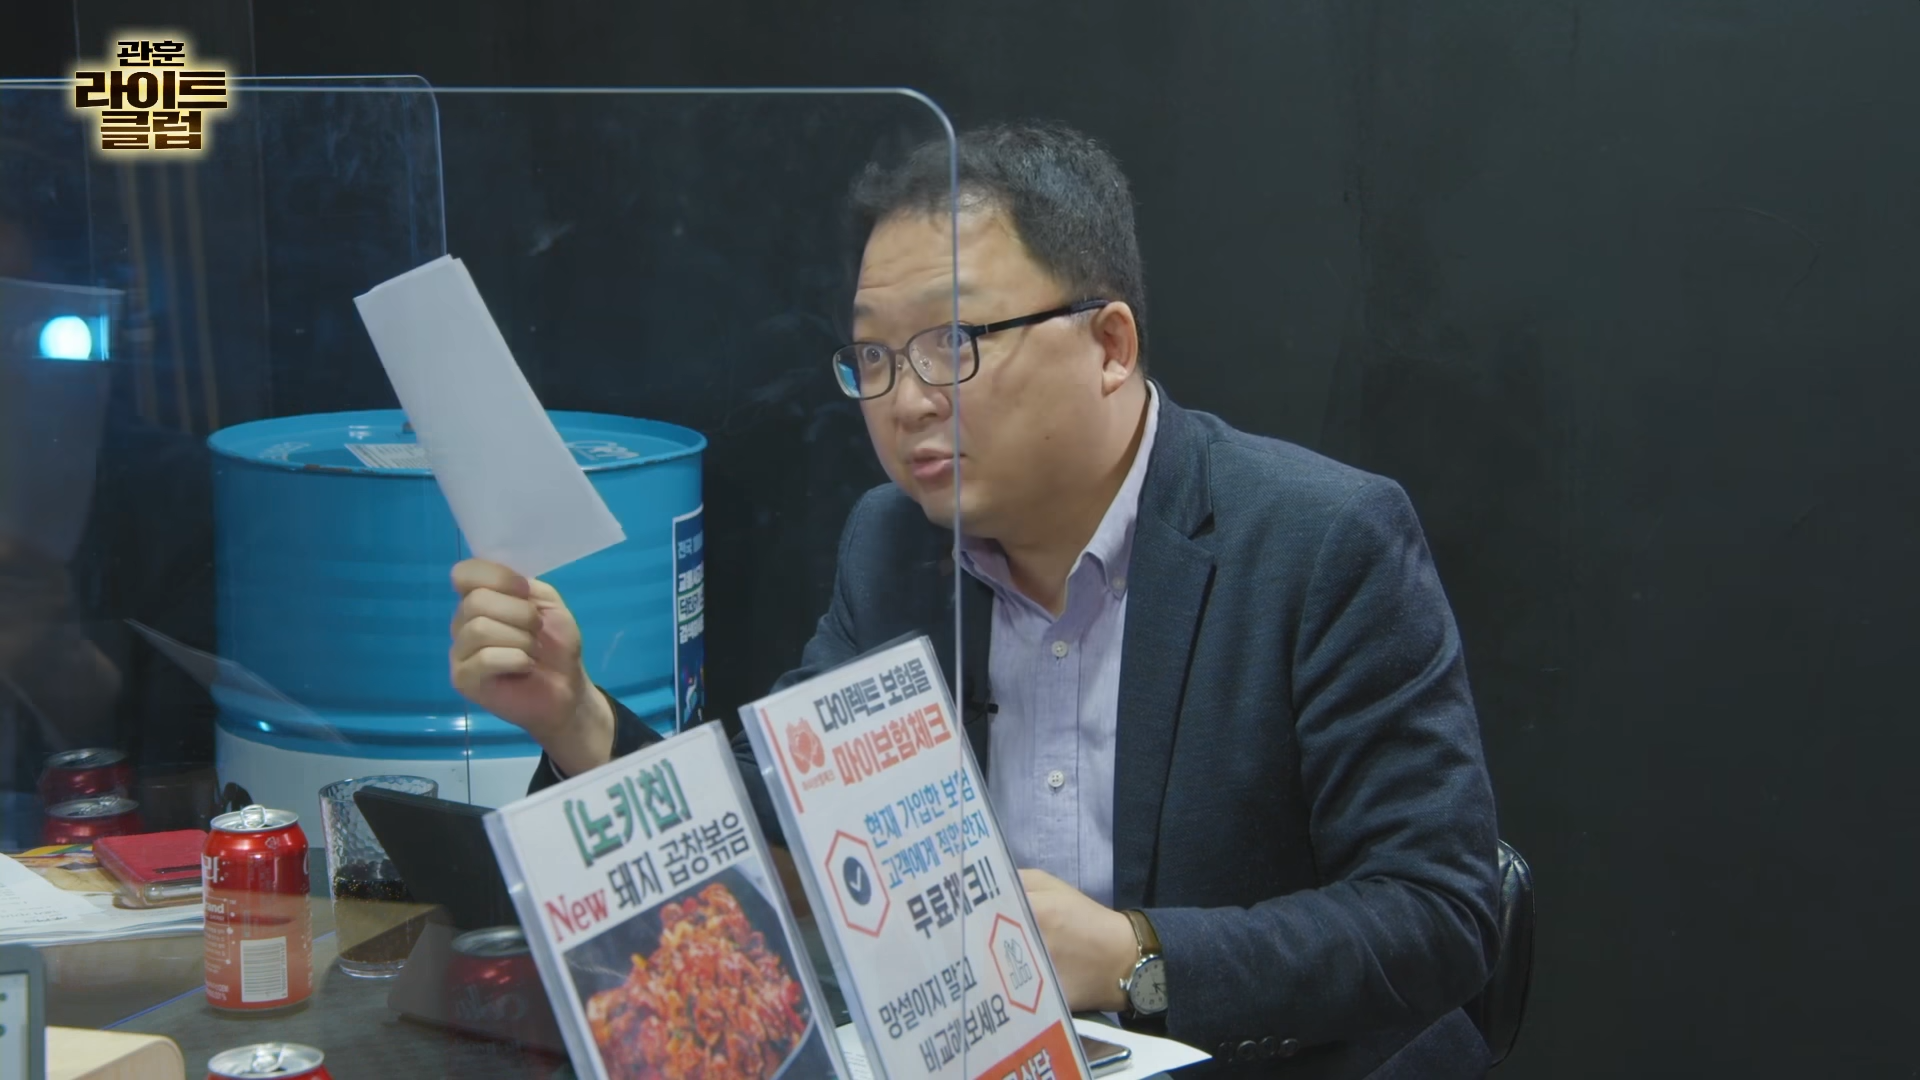 관훈
라이트
클럽
[노키친]
New 돼지 곱창볶음
다이렉트 보험몰
마이보험체크
현재 가입한 보험
고객에게 적합한지
무료체크!!
망설이지 말고
비교해보세요
전국